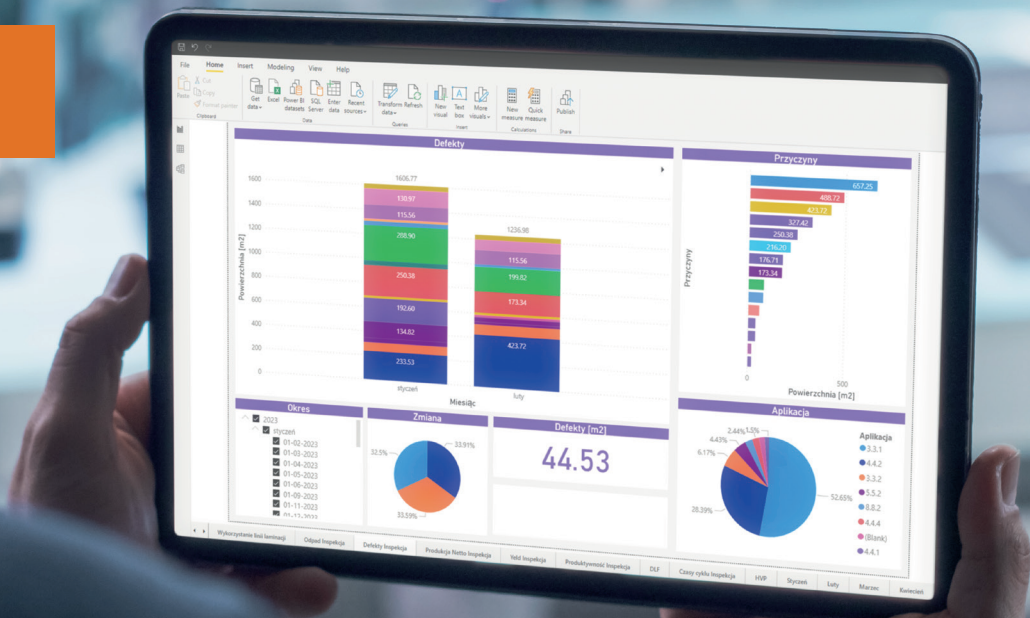 File Home Insert Modeling View Help
Paste
Cut
Copy
Format painter
Get data
Excel
Power BI datasets
SQL Server
Enter data
Recent sources
Transform data
Refresh
New visual
Text box
More visuals
New measure
Quick measure
Publish
Clipboard
Data
Queries
Insert
Calculations
Share
Defekty
Powierzchnia [m2]
1600
1400
1200
1000
800
600
400
200
0
1606.77
130.97
115.56
288.90
250.38
192.60
134.82
233.53
styczeń
1236.98
115.56
199.82
173.34
423.72
luty
Miesiąc
Przyczyny
Przyczyny
657.25
488.72
423.72
327.42
250.38
216.20
176.71
173.34
0 500
Powierzchnia [m2]
Okres
2023
styczeń
01-02-2023
01-03-2023
01-04-2023
01-05-2023
01-06-2023
01-09-2023
01-11-2023
01-12-2023
Zmiana
32.5%
33.91%
33.59%
Defekty [m2]
44.53
Aplikacja
2.44%
1.5%
4.43%
6.17%
28.39%
52.65%
Aplikacja
3.3.1
4.4.2
3.3.2
5.5.2
8.8.2
4.4.4
(Blank)
4.4.1
Wykorzystanie linii laminacji Odpad Inspekcja Defekty Inspekcja Produkcja Netto Inspekcja Yeld Inspekcja Produktywność Inspekcja DLF Czasy cyklu Inspekcja HVP Styczeń Luty Marzec Kwiecień